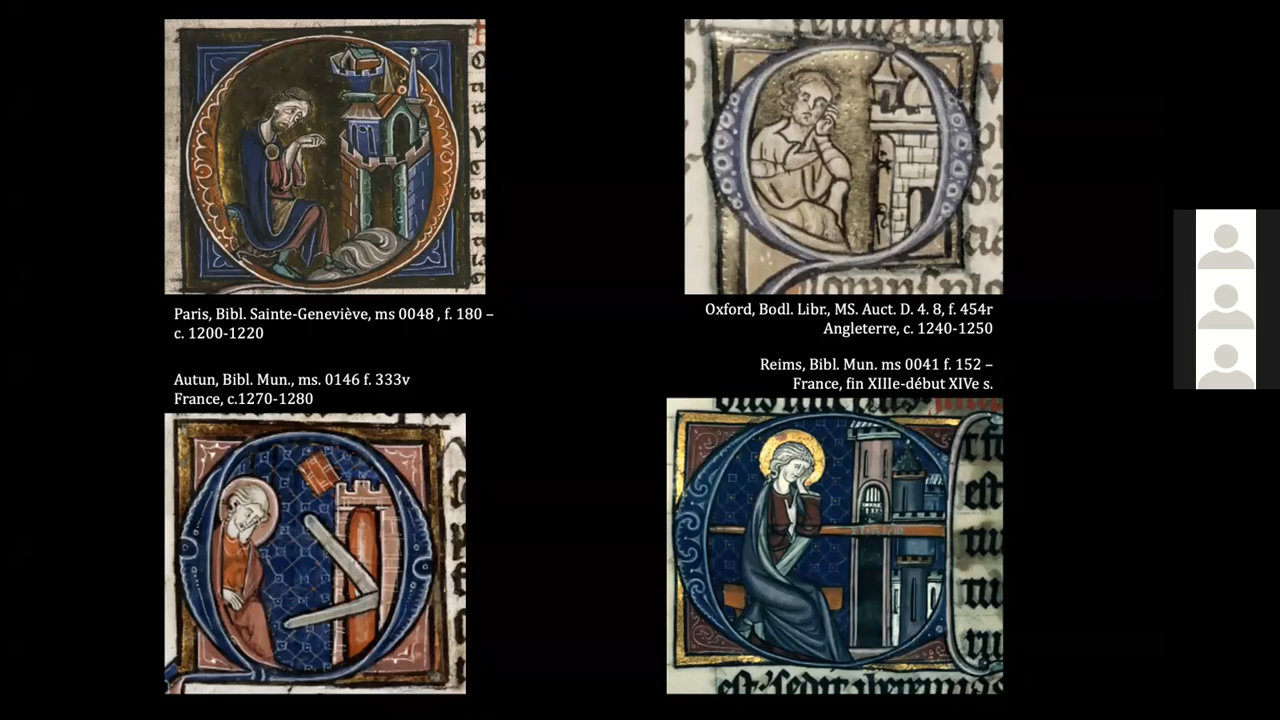 Paris, Bibl. Sainte-Geneviève, ms 0048 , f. 180 –
c. 1200-1220
Oxford, Bodl. Libr., MS. Auct. D. 4. 8, f. 454r
Angleterre, c. 1240-1250
Autun, Bibl. Mun., ms. 0146 f. 333v
France, c.1270-1280
Reims, Bibl. Mun. ms 0041 f. 152 –
France, fin XIIIe-début XIVe s.